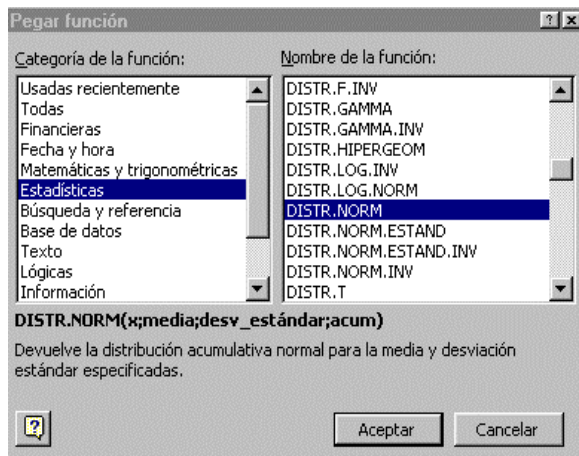 Pegar función
Categoría de la función:
Usadas recientemente
Todas
Financieras
Fecha y hora
Matemáticas y trigonométricas
Estadísticas
Búsqueda y referencia
Base de datos
Texto
Lógicas
Información
Nombre de la función:
DISTR.F.INV
DISTR.GAMMA
DISTR.GAMMA.INV
DISTR.HIPERGEOM
DISTR.LOG.INV
DISTR.LOG.NORM
DISTR.NORM
DISTR.NORM.ESTAND
DISTR.NORM.ESTAND.INV
DISTR.NORM.INV
DISTR.T
DISTR.NORM(x;media;desv_estándar;acum)
Devuelve la distribución acumulativa normal para la media y desviación
estándar especificadas.
Aceptar
Cancelar